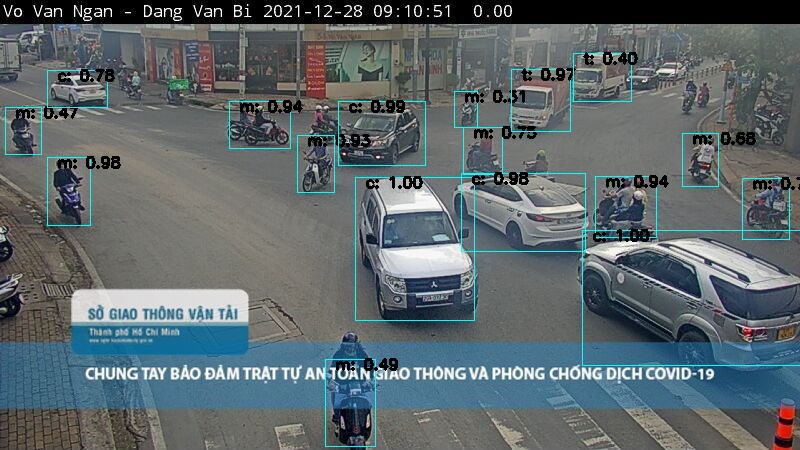 Vo Van Ngan - Dang Van Bi 2021-12-28 09:10:51 0.00
t: 0.40
c: 0.78
t: 0.97
m: 0.47
m: 0.94
c: 0.99
m: 0.31
m: 0.93
m: 0.75
m: 0.68
m: 0.98
c: 1.00
c: 0.98
m: 0.94
m: 0.7
c: 1.00
SỞ GIAO THÔNG VẬN TẢI
Thành phố Hồ Chí Minh
m: 0.49
CHUNG TAY BẢO ĐẢM TRẬT TỰ AN TOÀN GIAO THÔNG VÀ PHÒNG CHỐNG DỊCH COVID-19